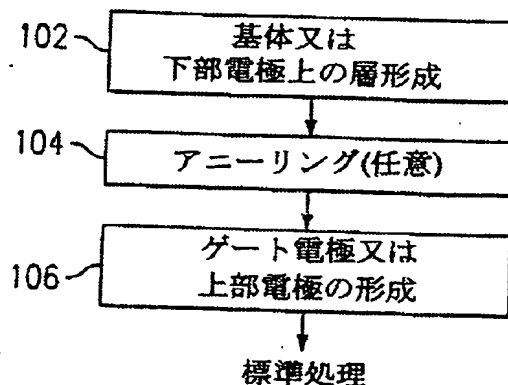 102
基体又は
下部電極上の層形成
104
アニーリング(任意)
106
ゲート電極又は
上部電極の形成
標準処理